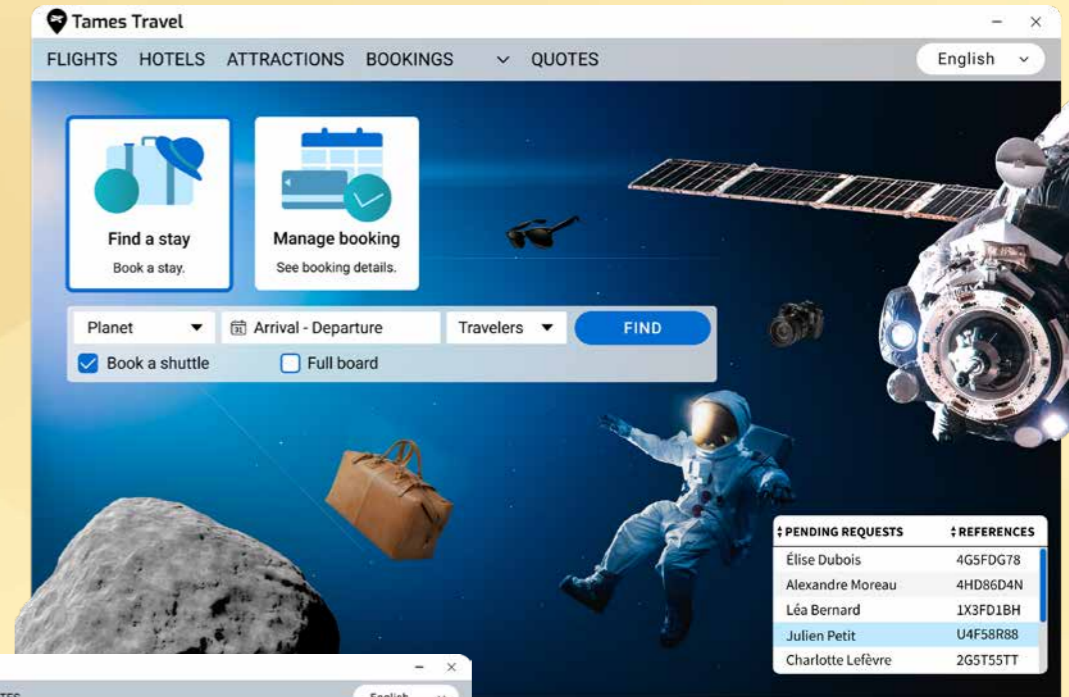 Tames Travel
FLIGHTS HOTELS ATTRACTIONS BOOKINGS QUOTES English
Find a stay
Book a stay.
Manage booking
See booking details.
Planet 31 Arrival - Departure Travelers FIND
Book a shuttle Full board
PENDING REQUESTS REFERENCES
Élise Dubois 4G5FDG78
Alexandre Moreau 4HD86D4N
Léa Bernard 1X3FD1BH
Julien Petit U4F58R88
Charlotte Lefèvre 2G5T55TT
English